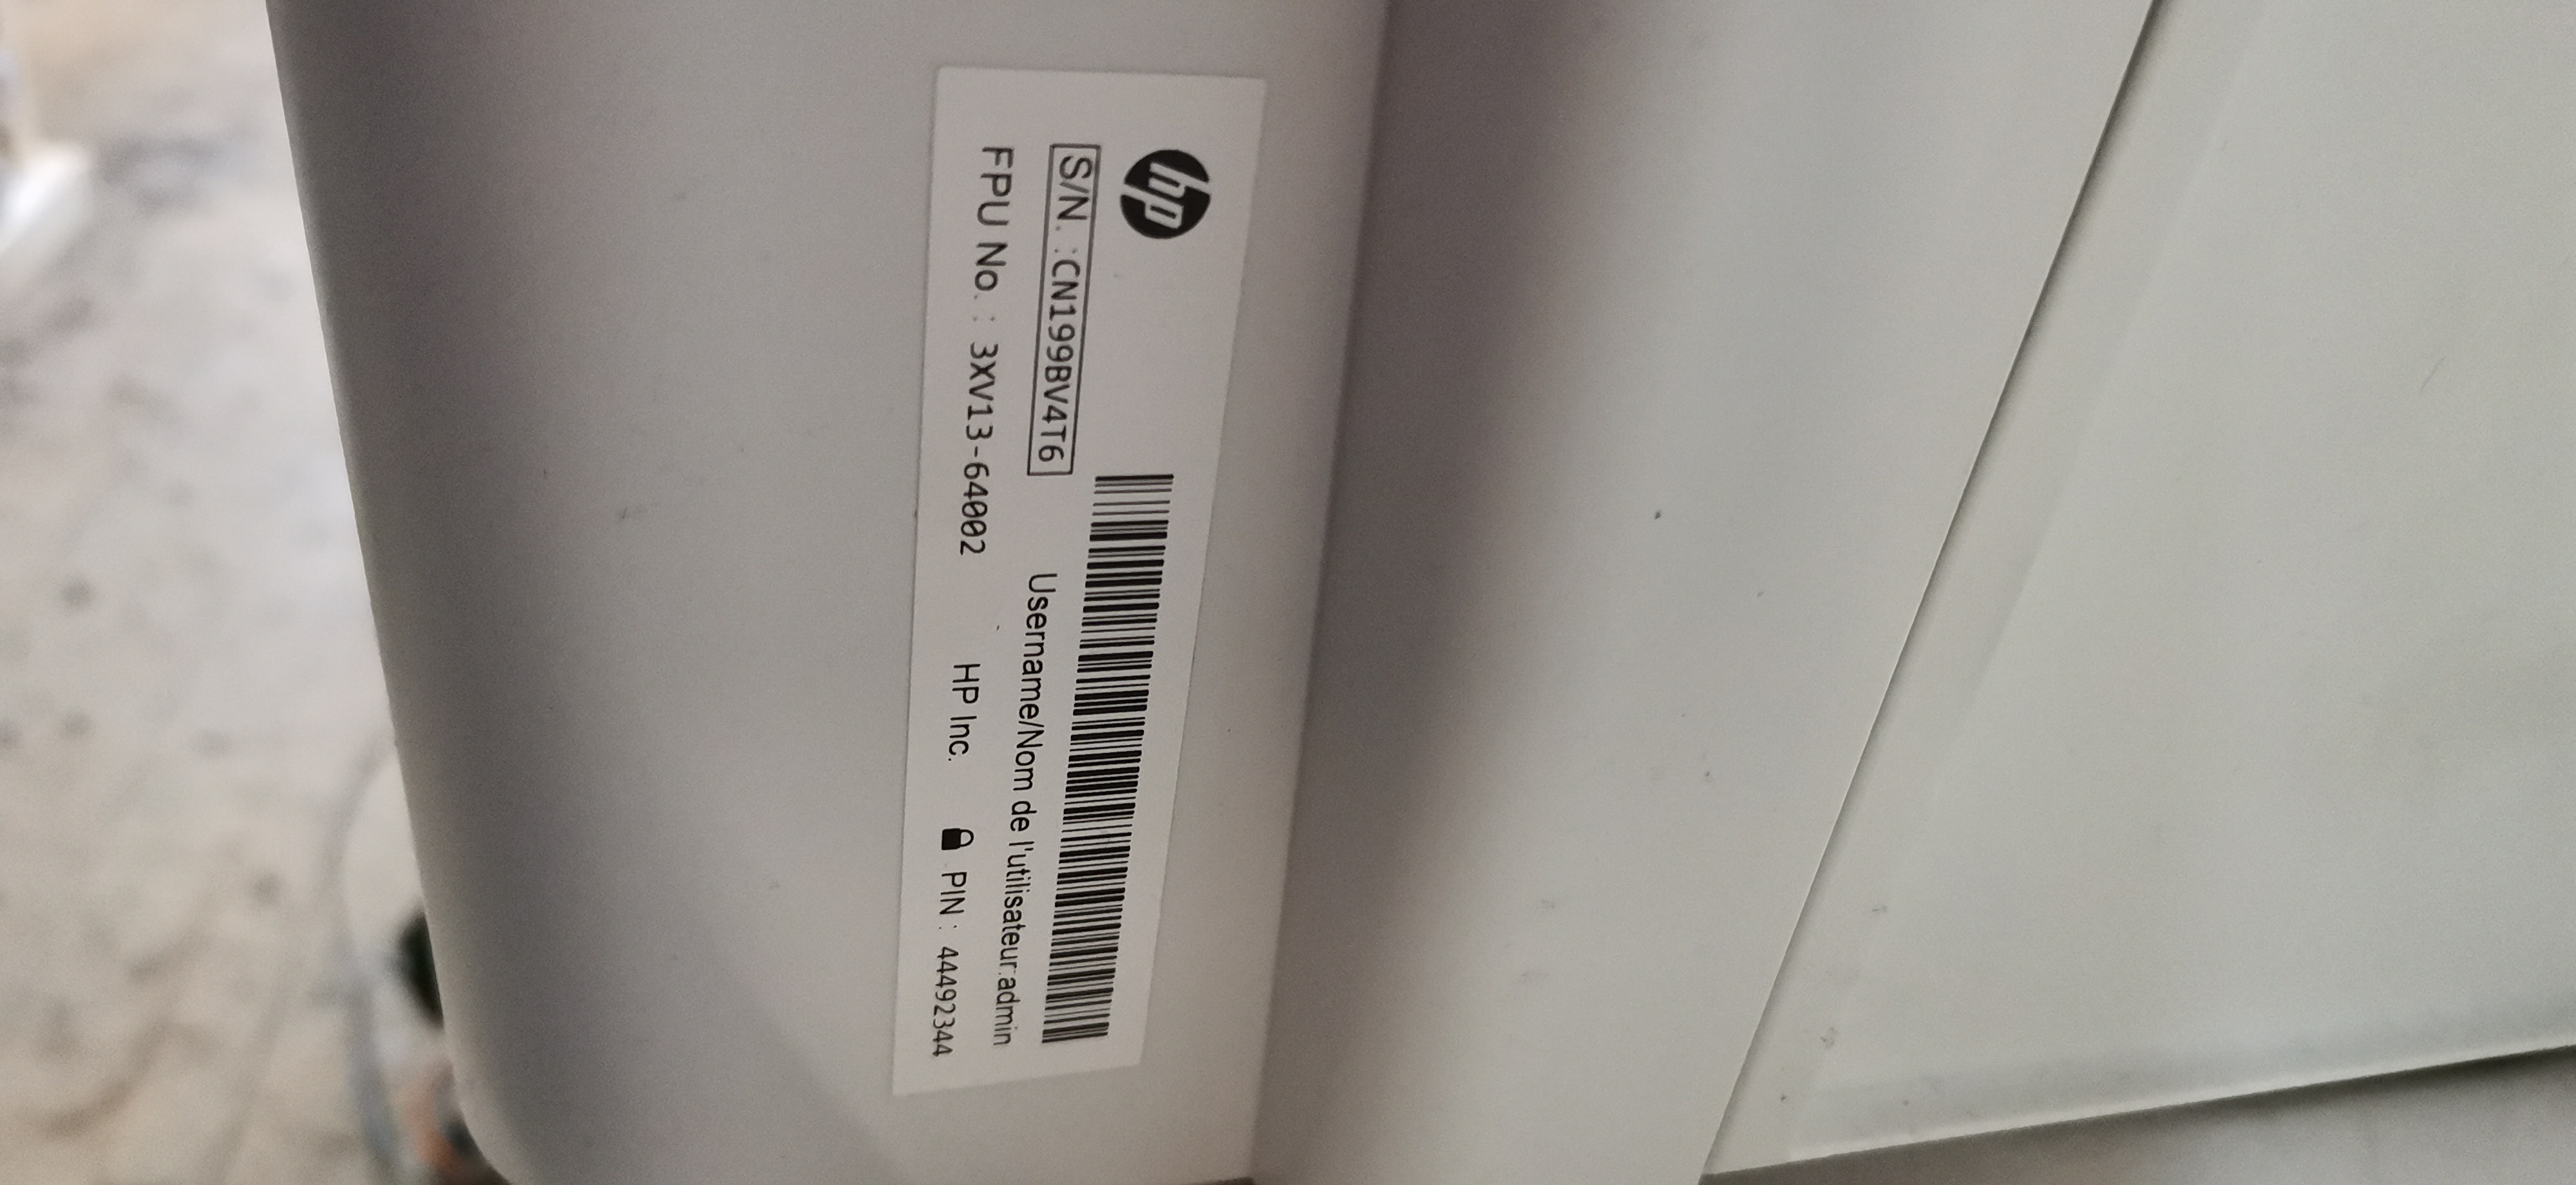 hp
S/N. :CN199BV4T6 Username/Nom de l'utilisateur:admin
FPU No. : 3XV13-64002 HP Inc. PIN : 44492344